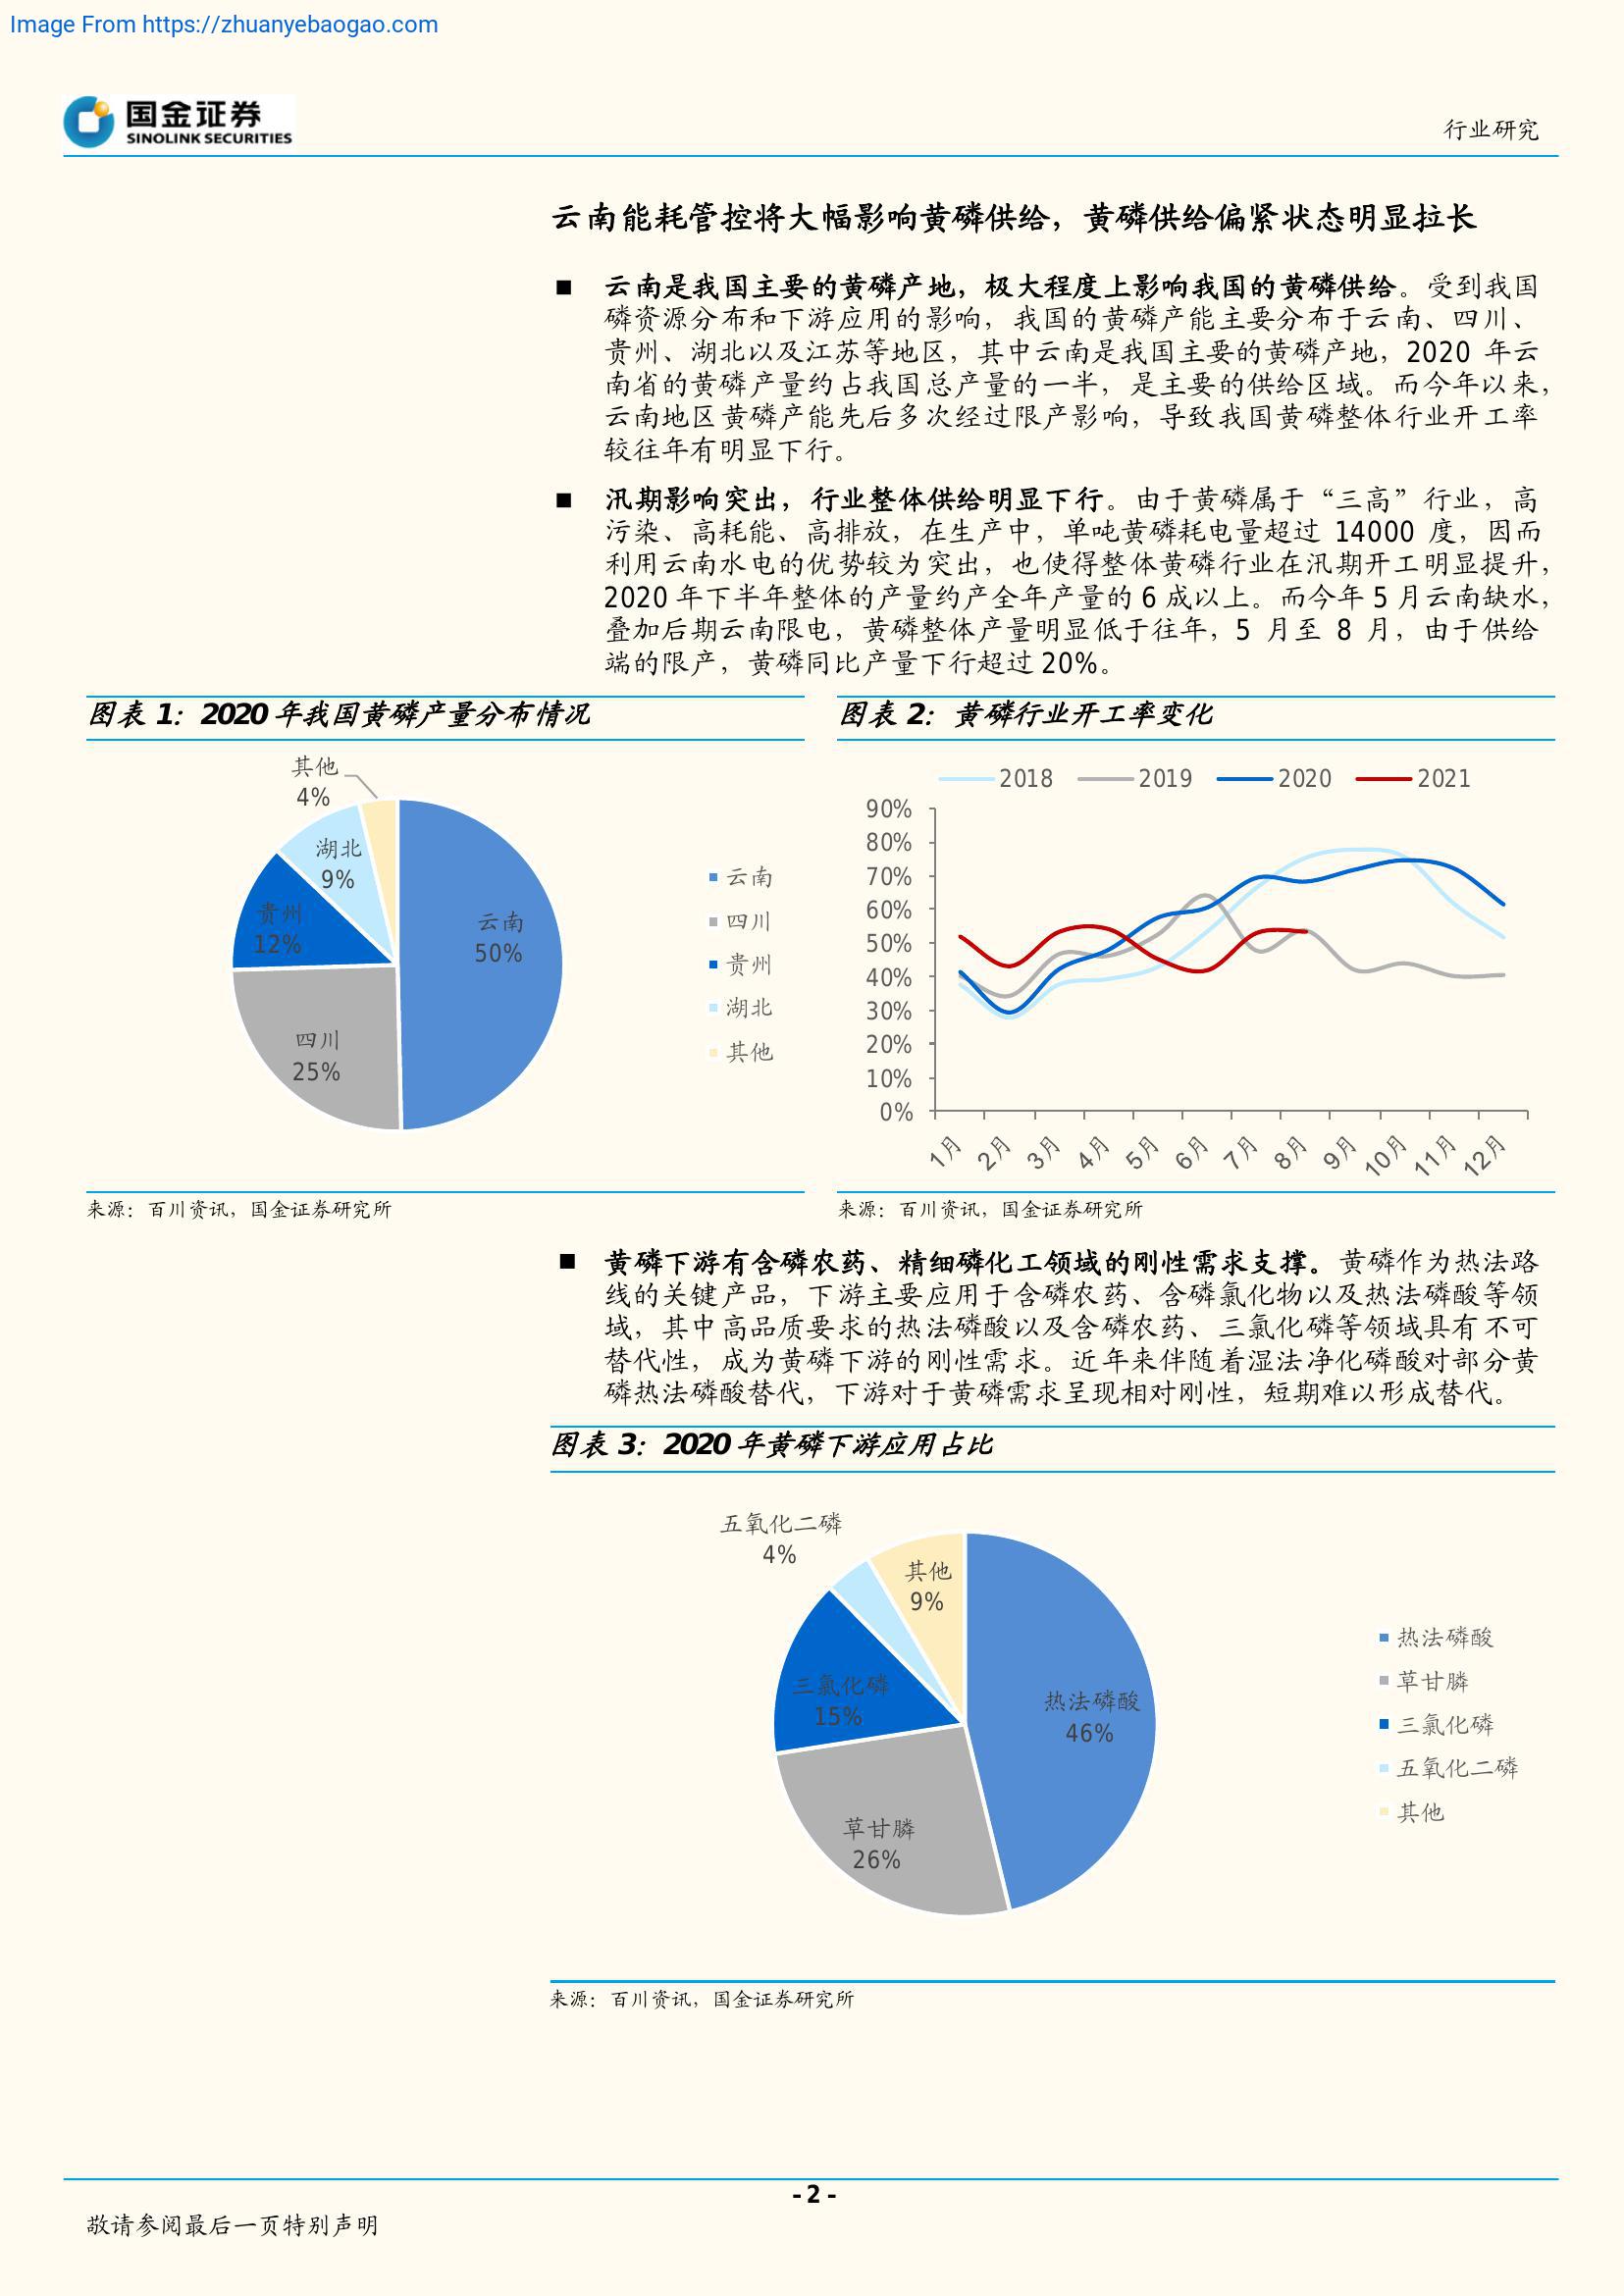 Image From https://zhuanyebaogao.com
国金证券
SINOLINK SECURITIES
行业研究
云南能耗管控将大幅影响黄磷供给，黄磷供给偏紧状态明显拉长
■ 云南是我国主要的黄磷产地，极大程度上影响我国的黄磷供给。受到我国
磷资源分布和下游应用的影响，我国的黄磷产能主要分布于云南、四川、
贵州、湖北以及江苏等地区，其中云南是我国主要的黄磷产地，2020 年云
南省的黄磷产量约占我国总产量的一半，是主要的供给区域。而今年以来，
云南地区黄磷产能先后多次经过限产影响，导致我国黄磷整体行业开工率
较往年有明显下行。
■ 汛期影响突出，行业整体供给明显下行。由于黄磷属于“三高”行业，高
污染、高耗能、高排放，在生产中，单吨黄磷耗电量超过 14000 度，因而
利用云南水电的优势较为突出，也使得整体黄磷行业在汛期开工明显提升，
2020 年下半年整体的产量约产全年产量的 6 成以上。而今年 5 月云南缺水，
叠加后期云南限电，黄磷整体产量明显低于往年，5 月至 8 月，由于供给
端的限产，黄磷同比产量下行超过 20%。
图表 1：2020 年我国黄磷产量分布情况
其他
4%
湖北
9%
贵州
12%
云南
50%
四川
25%
云南
四川
贵州
湖北
其他
来源：百川资讯，国金证券研究所
图表 2：黄磷行业开工率变化
2018 2019 2020 2021
90%
80%
70%
60%
50%
40%
30%
20%
10%
0%
1月 2月 3月 4月 5月 6月 7月 8月 9月 10月 11月 12月
来源：百川资讯，国金证券研究所
■ 黄磷下游有含磷农药、精细磷化工领域的刚性需求支撑。黄磷作为热法路
线的关键产品，下游主要应用于含磷农药、含磷氯化物以及热法磷酸等领
域，其中高品质要求的热法磷酸以及含磷农药、三氯化磷等领域具有不可
替代性，成为黄磷下游的刚性需求。近年来伴随着湿法净化磷酸对部分黄
磷热法磷酸替代，下游对于黄磷需求呈现相对刚性，短期难以形成替代。
图表 3：2020 年黄磷下游应用占比
五氧化二磷
4%
其他
9%
三氯化磷
15%
热法磷酸
46%
草甘膦
26%
热法磷酸
草甘膦
三氯化磷
五氧化二磷
其他
来源：百川资讯，国金证券研究所
- 2 -
敬请参阅最后一页特别声明